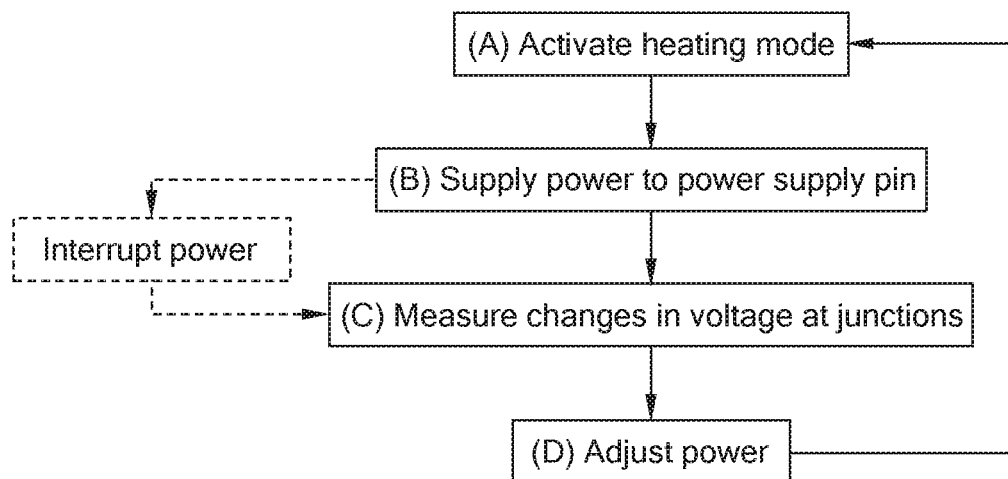 (A) Activate heating mode
(B) Supply power to power supply pin
Interrupt power
(C) Measure changes in voltage at junctions
(D) Adjust power